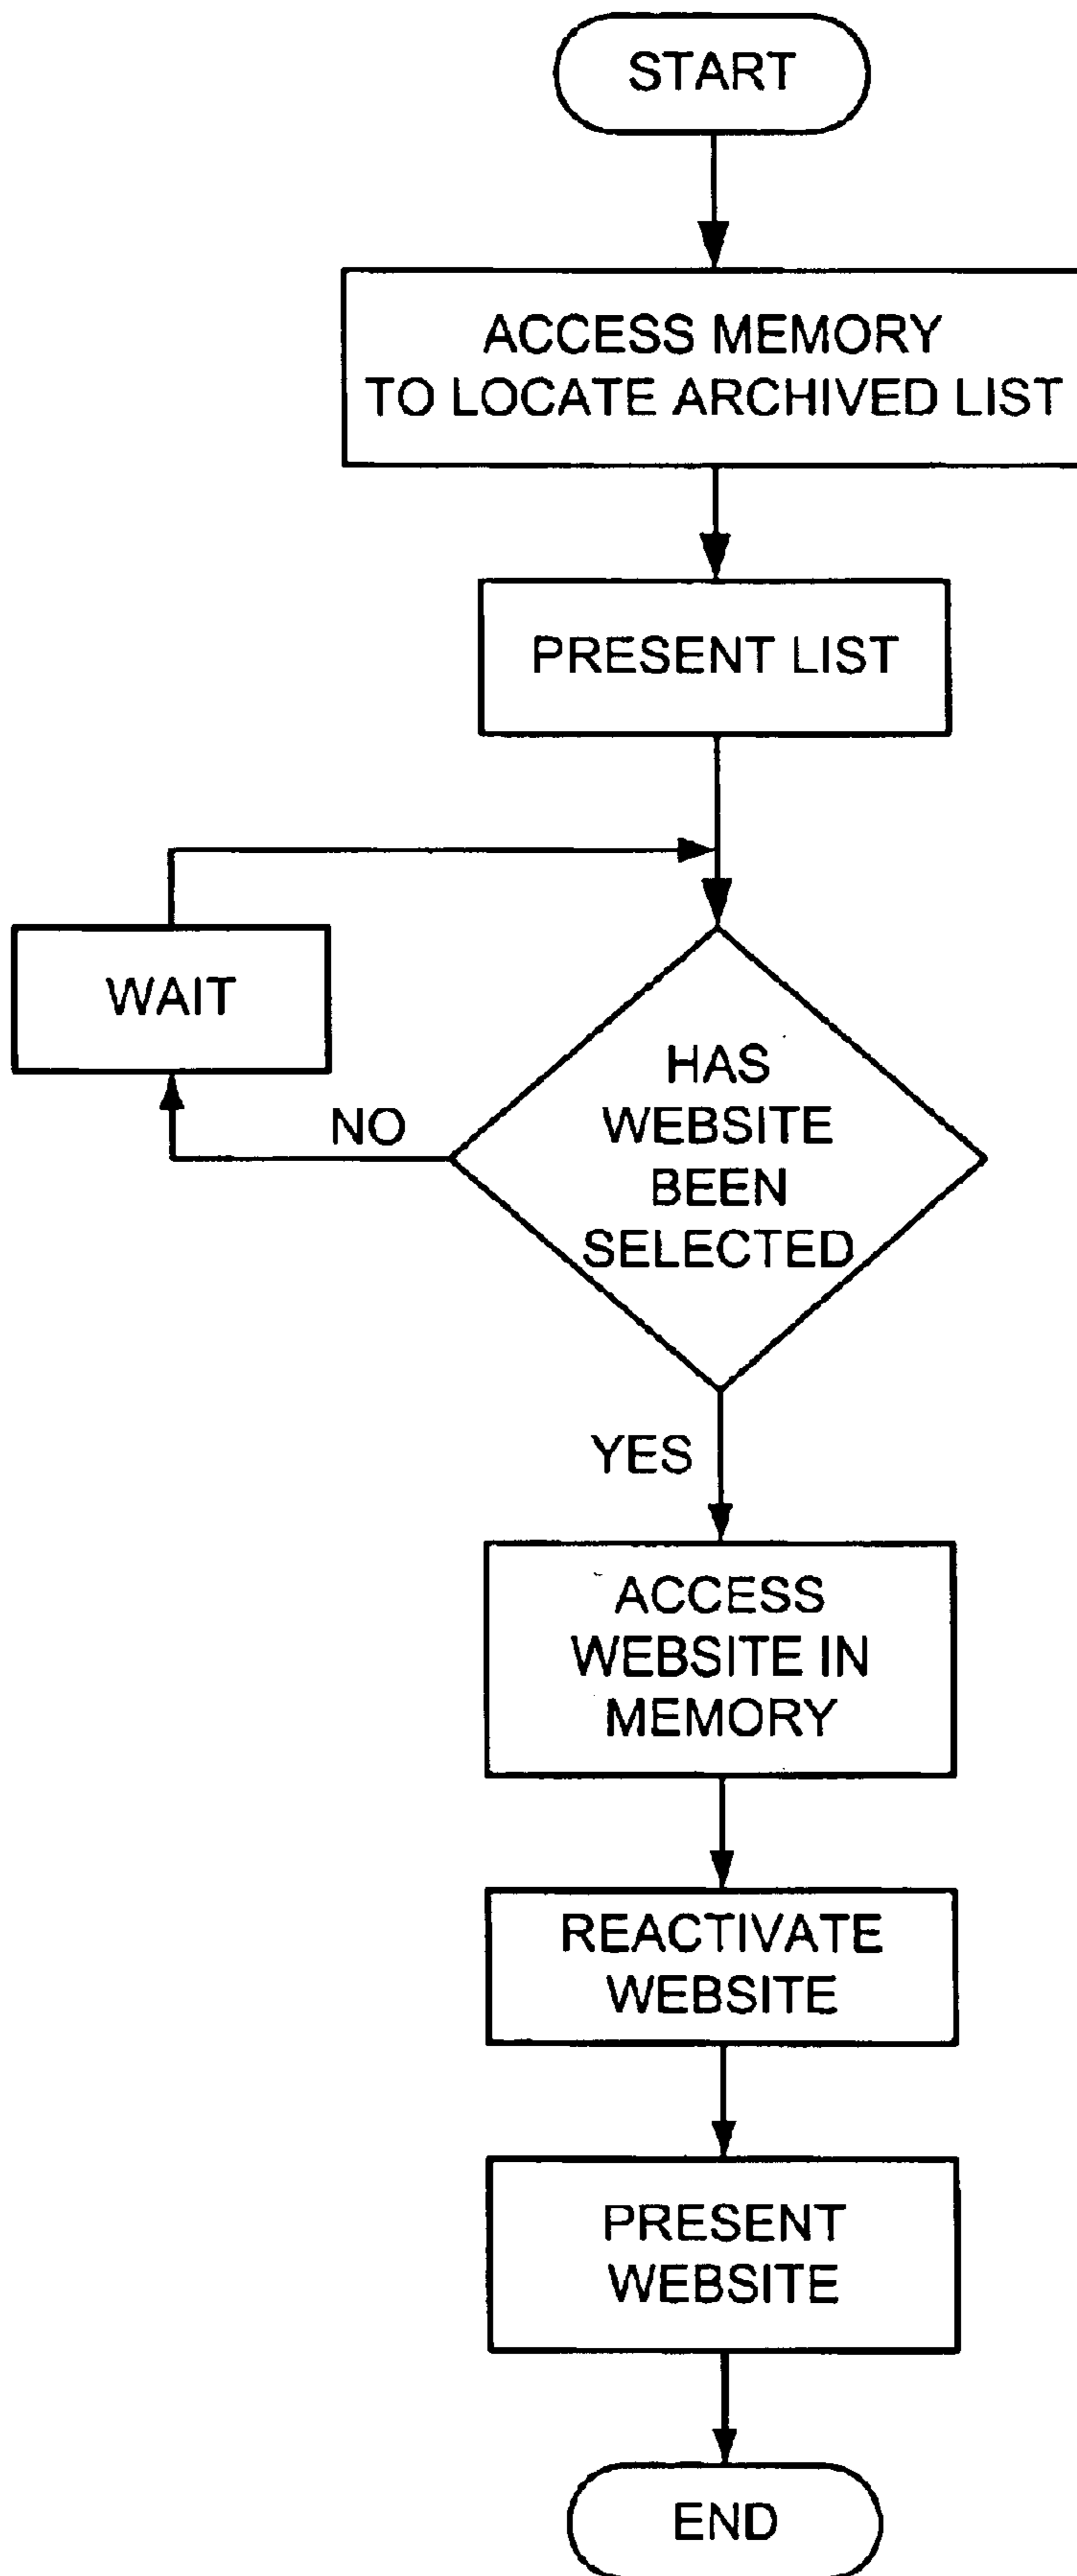 START
ACCESS MEMORY
TO LOCATE ARCHIVED LIST
PRESENT LIST
WAIT
HAS
WEBSITE
BEEN
SELECTED
NO
YES
ACCESS
WEBSITE IN
MEMORY
REACTIVATE
WEBSITE
PRESENT
WEBSITE
END